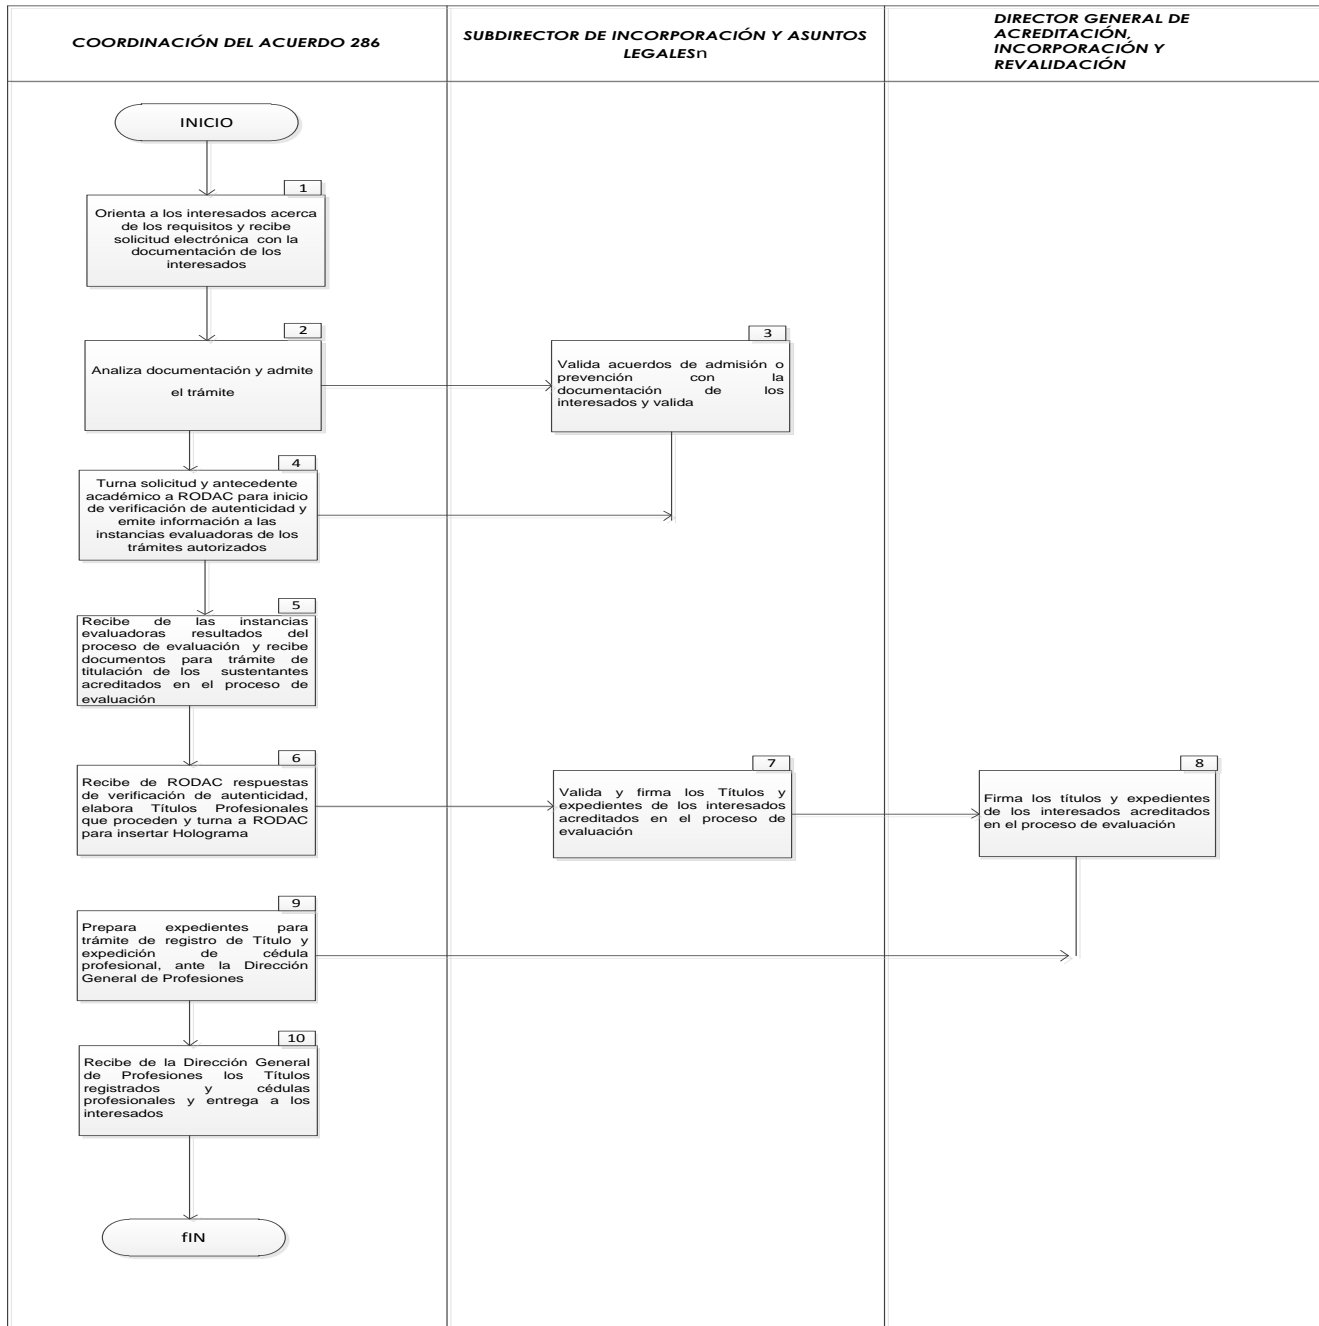 COORDINACIÓN DEL ACUERDO 286
SUBDIRECTOR DE INCORPORACIÓN Y ASUNTOS
LEGALESn
DIRECTOR GENERAL DE
ACREDITACIÓN,
INCORPORACIÓN Y
REVALIDACIÓN
INICIO
1
Orienta a los interesados acerca
de los requisitos y recibe
solicitud electrónica con la
documentación de los
interesados
2
Analiza documentación y admite
el trámite
3
Valida acuerdos de admisión o
prevención con la
documentación de los
interesados y valida
4
Turna solicitud y antecedente
académico a RODAC para inicio
de verificación de autenticidad y
emite información a las
instancias evaluadoras de los
trámites autorizados
5
Recibe de las instancias
evaluadoras resultados del
proceso de evaluación y recibe
documentos para trámite de
titulación de los sustentantes
acreditados en el proceso de
evaluación
6
Recibe de RODAC respuestas
de verificación de autenticidad,
elabora Títulos Profesionales
que proceden y turna a RODAC
para insertar Holograma
7
Valida y firma los Títulos y
expedientes de los interesados
acreditados en el proceso de
evaluación
8
Firma los títulos y expedientes
de los interesados acreditados
en el proceso de evaluación
9
Prepara expedientes para
trámite de registro de Título y
expedición de cédula
profesional, ante la Dirección
General de Profesiones
10
Recibe de la Dirección General
de Profesiones los Títulos
registrados y cédulas
profesionales y entrega a los
interesados
fIN